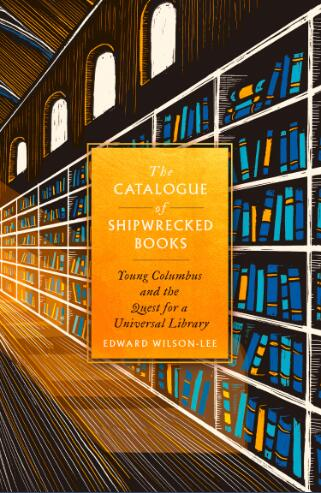 The
CATALOGUE
of
SHIPWRECKED
BOOKS
Young Columbus
and the
Quest for a
Universal Library
EDWARD WILSON-LEE